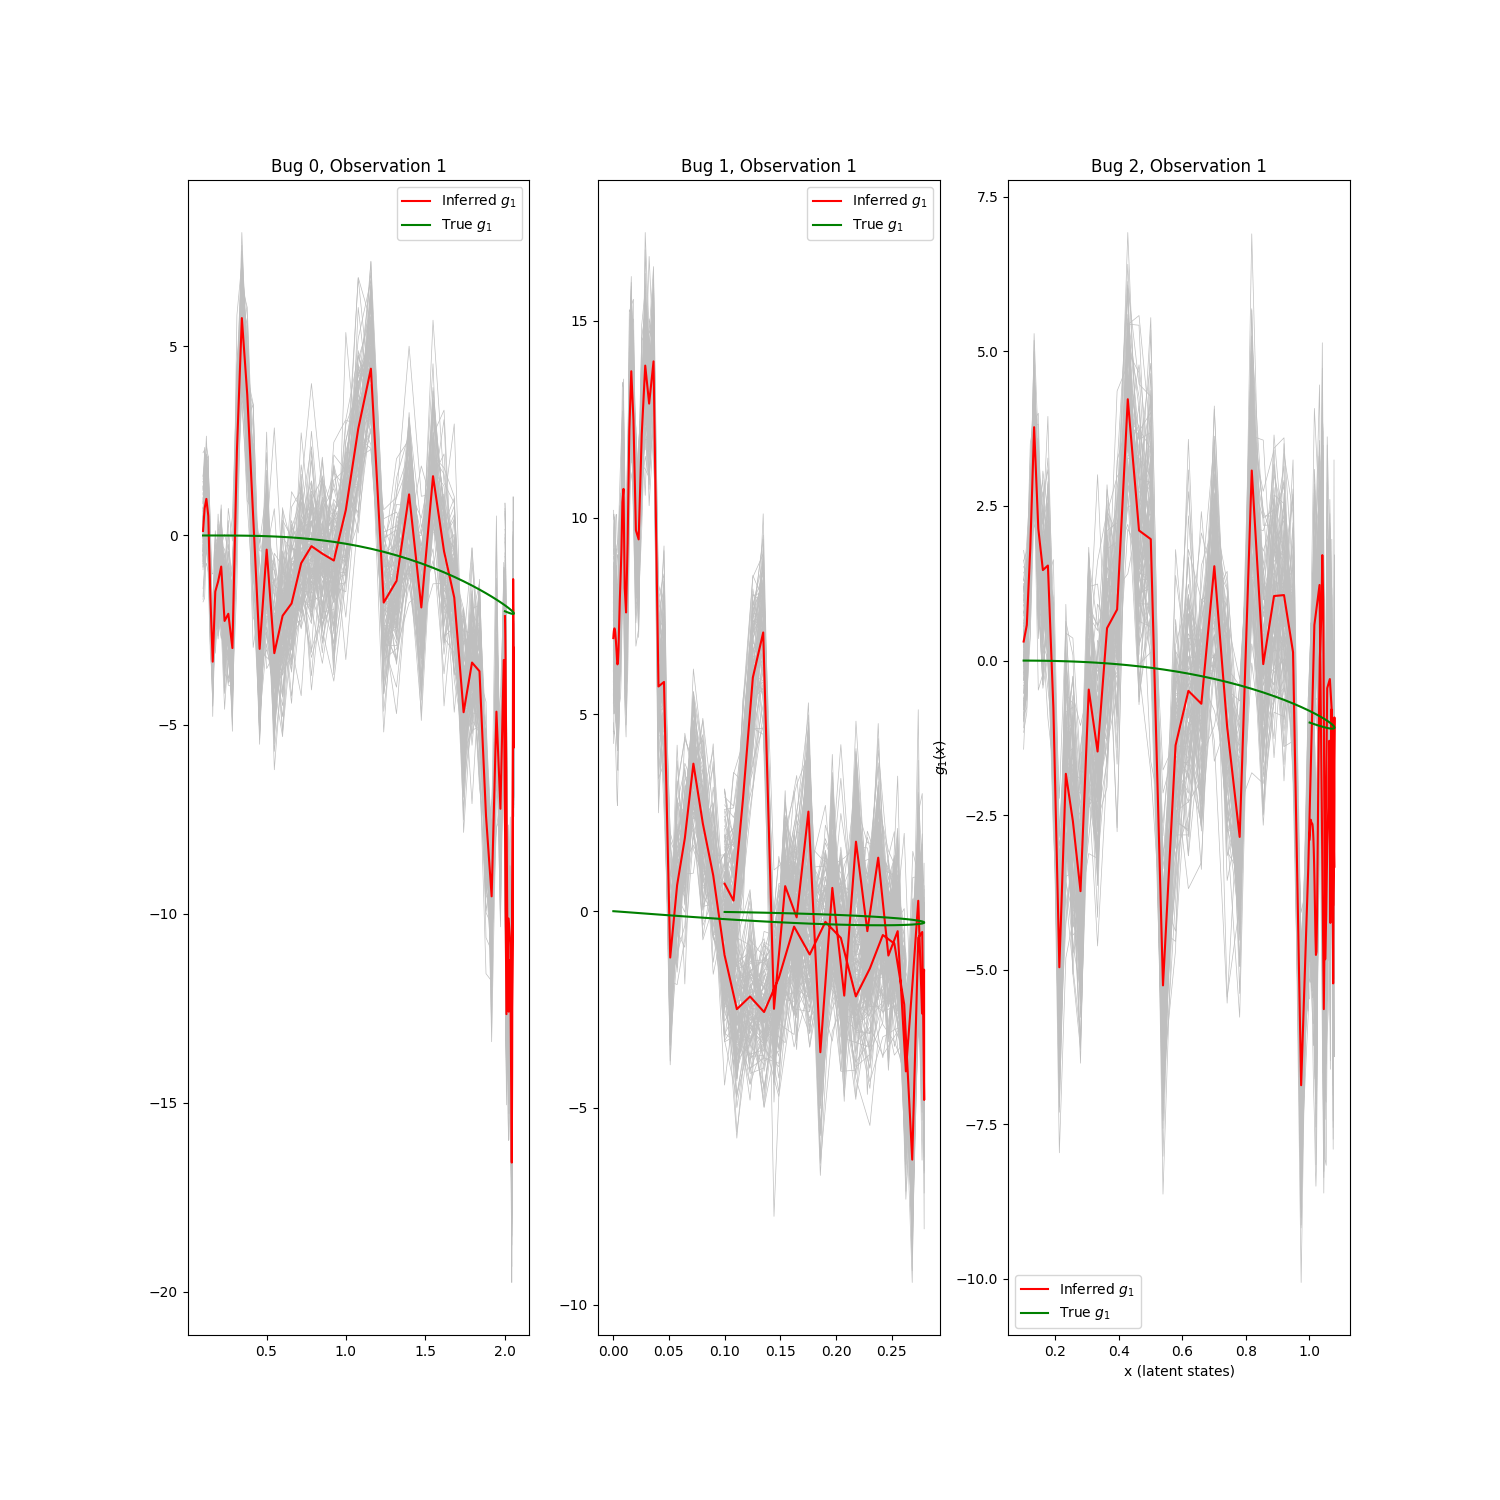 Bug 0, Observation 1
Inferred g₁
True g₁
5
0
−5
−10
−15
−20
0.5 1.0 1.5 2.0
Bug 1, Observation 1
Inferred g₁
True g₁
15
10
5
0
−5
−10
0.00 0.05 0.10 0.15 0.20 0.25
Bug 2, Observation 1
g₁(x)
7.5
5.0
2.5
0.0
−2.5
−5.0
−7.5
−10.0
Inferred g₁
True g₁
0.2 0.4 0.6 0.8 1.0
x (latent states)